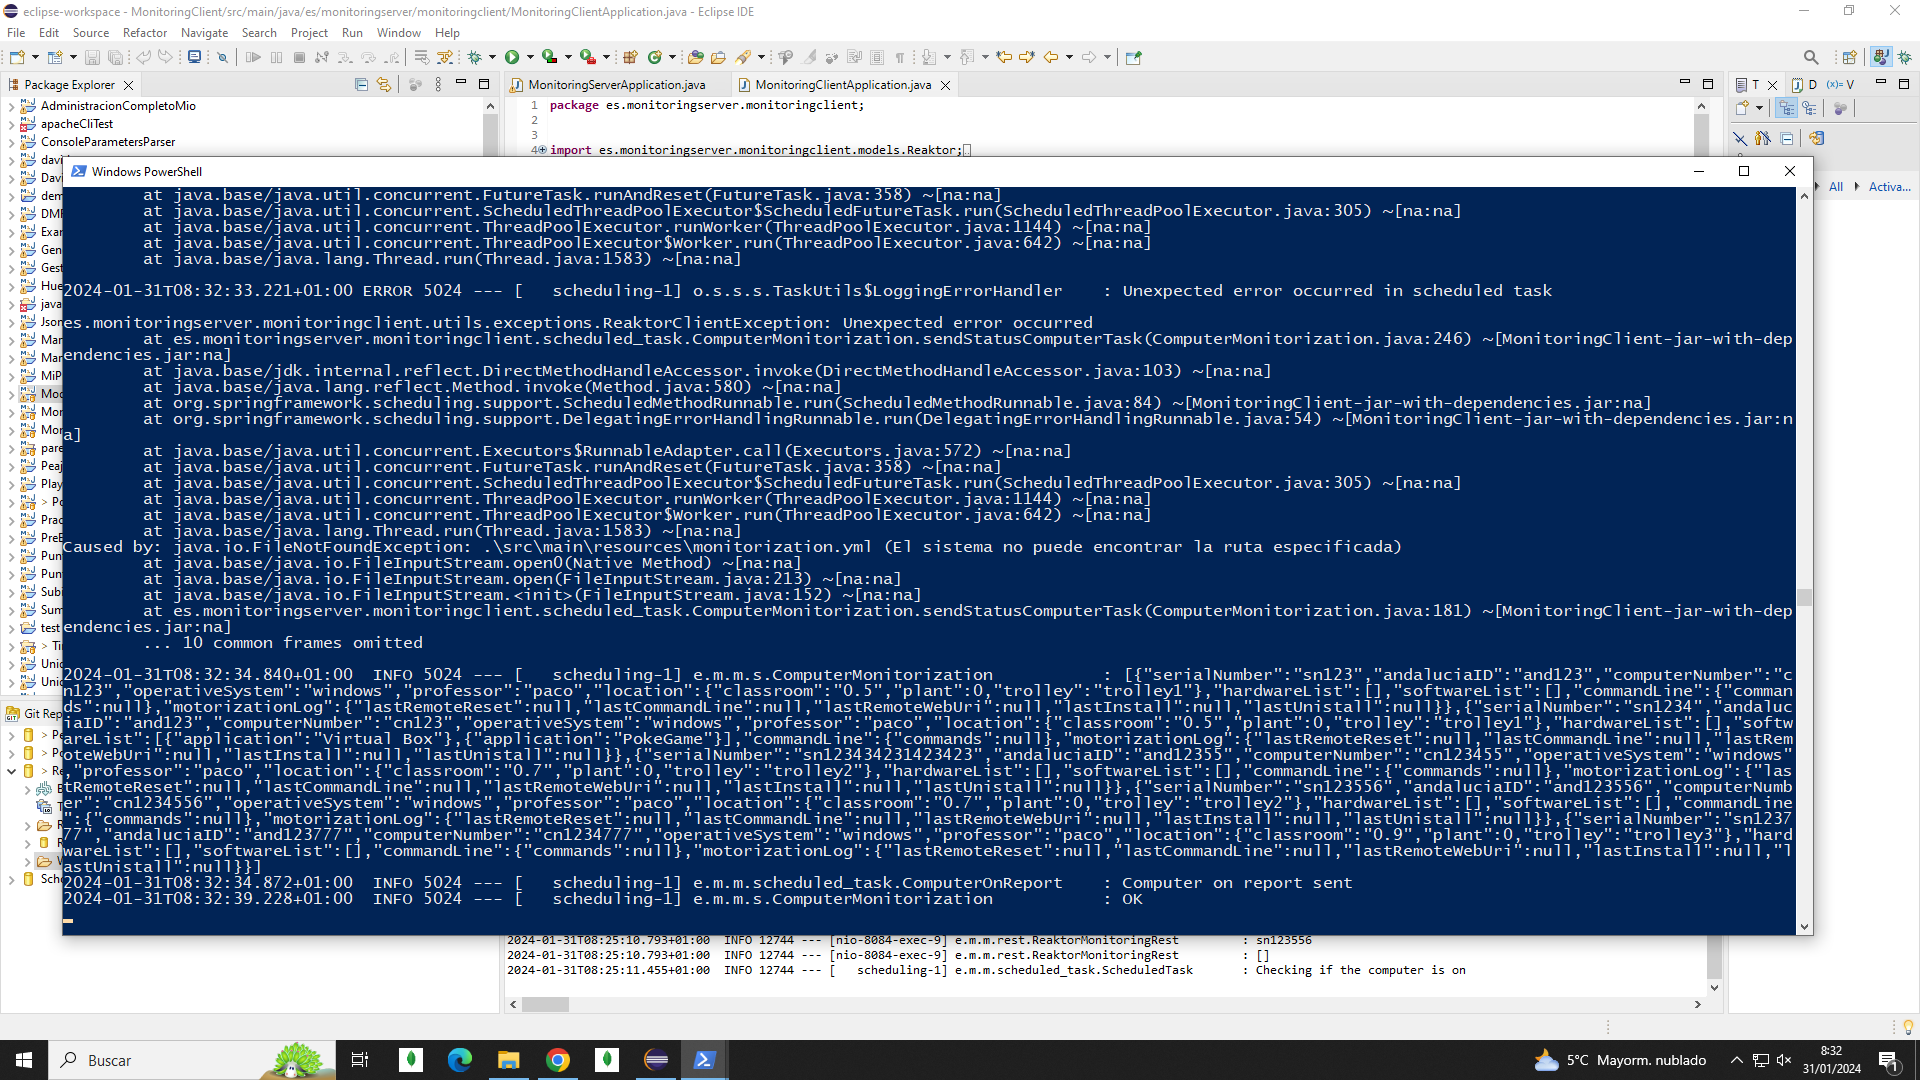 eclipse-workspace - MonitoringClient/src/main/java/es/monitoringserver/monitoringclient/MonitoringClientApplication.java - Eclipse IDE
File Edit Source Refactor Navigate Search Project Run Window Help
Package Explorer
MonitoringServerApplication.java
MonitoringClientApplication.java
T
D
(x)= V
AdministracionCompletoMio
apacheCliTest
ConsoleParametersParser
1 package es.monitoringserver.monitoringclient;
2
3
4 import es.monitoringserver.monitoringclient.models.Reaktor;
All
Activa...
Windows PowerShell
at java.base/java.util.concurrent.FutureTask.runAndReset(FutureTask.java:358) ~[na:na]
at java.base/java.util.concurrent.ScheduledThreadPoolExecutor$ScheduledFutureTask.run(ScheduledThreadPoolExecutor.java:305) ~[na:na]
at java.base/java.util.concurrent.ThreadPoolExecutor.runWorker(ThreadPoolExecutor.java:1144) ~[na:na]
at java.base/java.util.concurrent.ThreadPoolExecutor$Worker.run(ThreadPoolExecutor.java:642) ~[na:na]
at java.base/java.lang.Thread.run(Thread.java:1583) ~[na:na]
2024-01-31T08:32:33.221+01:00 ERROR 5024 --- [   scheduling-1] o.s.s.s.TaskUtils$LoggingErrorHandler    : Unexpected error occurred in scheduled task
es.monitoringserver.monitoringclient.utils.exceptions.ReaktorClientException: Unexpected error occurred
at es.monitoringserver.monitoringclient.scheduled_task.ComputerMonitorization.sendStatusComputerTask(ComputerMonitorization.java:246) ~[MonitoringClient-jar-with-dep
endencies.jar:na]
at java.base/jdk.internal.reflect.DirectMethodHandleAccessor.invoke(DirectMethodHandleAccessor.java:103) ~[na:na]
at java.base/java.lang.reflect.Method.invoke(Method.java:580) ~[na:na]
at org.springframework.scheduling.support.ScheduledMethodRunnable.run(ScheduledMethodRunnable.java:84) ~[MonitoringClient-jar-with-dependencies.jar:na]
at org.springframework.scheduling.support.DelegatingErrorHandlingRunnable.run(DelegatingErrorHandlingRunnable.java:54) ~[MonitoringClient-jar-with-dependencies.jar:n
a]
at java.base/java.util.concurrent.Executors$RunnableAdapter.call(Executors.java:572) ~[na:na]
at java.base/java.util.concurrent.FutureTask.runAndReset(FutureTask.java:358) ~[na:na]
at java.base/java.util.concurrent.ScheduledThreadPoolExecutor$ScheduledFutureTask.run(ScheduledThreadPoolExecutor.java:305) ~[na:na]
at java.base/java.util.concurrent.ThreadPoolExecutor.runWorker(ThreadPoolExecutor.java:1144) ~[na:na]
at java.base/java.util.concurrent.ThreadPoolExecutor$Worker.run(ThreadPoolExecutor.java:642) ~[na:na]
at java.base/java.lang.Thread.run(Thread.java:1583) ~[na:na]
Caused by: java.io.FileNotFoundException: .\src\main\resources\monitorization.yml (El sistema no puede encontrar la ruta especificada)
at java.base/java.io.FileInputStream.open0(Native Method) ~[na:na]
at java.base/java.io.FileInputStream.open(FileInputStream.java:213) ~[na:na]
at java.base/java.io.FileInputStream.<init>(FileInputStream.java:152) ~[na:na]
at es.monitoringserver.monitoringclient.scheduled_task.ComputerMonitorization.sendStatusComputerTask(ComputerMonitorization.java:181) ~[MonitoringClient-jar-with-dep
endencies.jar:na]
... 10 common frames omitted
2024-01-31T08:32:34.840+01:00  INFO 5024 --- [   scheduling-1] e.m.m.s.ComputerMonitorization           : [{"serialNumber":"sn123","andaluciaID":"and123","computerNumber":"c
n123","operativeSystem":"windows","professor":"paco","location":{"classroom":"0.5","plant":0,"trolley":"trolley1"},"hardwareList":[],"softwareList":[],"commandLine":{"comman
ds":null},"motorizationLog":{"lastRemoteReset":null,"lastCommandLine":null,"lastRemoteWebUri":null,"lastInstall":null,"lastUnistall":null}},{"serialNumber":"sn1234","andaluc
iaID":"and123","computerNumber":"cn123","operativeSystem":"windows","professor":"paco","location":{"classroom":"0.5","plant":0,"trolley":"trolley1"},"hardwareList":[],"softw
areList":[{"application":"Virtual Box"},{"application":"PokeGame"}],"commandLine":{"commands":null},"motorizationLog":{"lastRemoteReset":null,"lastCommandLine":null,"lastRem
oteWebUri":null,"lastInstall":null,"lastUnistall":null}},{"serialNumber":"sn123434231423423","andaluciaID":"and12355","computerNumber":"cn123455","operativeSystem":"windows"
,"professor":"paco","location":{"classroom":"0.7","plant":0,"trolley":"trolley2"},"hardwareList":[],"softwareList":[],"commandLine":{"commands":null},"motorizationLog":{"las
tRemoteReset":null,"lastCommandLine":null,"lastRemoteWebUri":null,"lastInstall":null,"lastUnistall":null}},{"serialNumber":"sn123556","andaluciaID":"and123556","computerNumb
er":"cn1234556","operativeSystem":"windows","professor":"paco","location":{"classroom":"0.7","plant":0,"trolley":"trolley2"},"hardwareList":[],"softwareList":[],"commandLine
":{"commands":null},"motorizationLog":{"lastRemoteReset":null,"lastCommandLine":null,"lastRemoteWebUri":null,"lastInstall":null,"lastUnistall":null}},{"serialNumber":"sn1237
77","andaluciaID":"and123777","computerNumber":"cn1234777","operativeSystem":"windows","professor":"paco","location":{"classroom":"0.9","plant":0,"trolley":"trolley3"},"hard
wareList":[],"softwareList":[],"commandLine":{"commands":null},"motorizationLog":{"lastRemoteReset":null,"lastCommandLine":null,"lastRemoteWebUri":null,"lastInstall":null,"l
astUnistall":null}}]
2024-01-31T08:32:34.872+01:00  INFO 5024 --- [   scheduling-1] e.m.m.scheduled_task.ComputerOnReport    : Computer on report sent
2024-01-31T08:32:39.228+01:00  INFO 5024 --- [   scheduling-1] e.m.m.s.ComputerMonitorization           : OK
Git Rep
2024-01-31T08:25:10.793+01:00  INFO 12744 --- [nio-8084-exec-9] e.m.m.rest.ReaktorMonitoringRest         : sn123556
2024-01-31T08:25:10.793+01:00  INFO 12744 --- [nio-8084-exec-9] e.m.m.rest.ReaktorMonitoringRest         : []
2024-01-31T08:25:11.455+01:00  INFO 12744 --- [   scheduling-1] e.m.m.scheduled_task.ScheduledTask       : Checking if the computer is on
Buscar
5°C Mayorm. nublado
8:32
31/01/2024
1